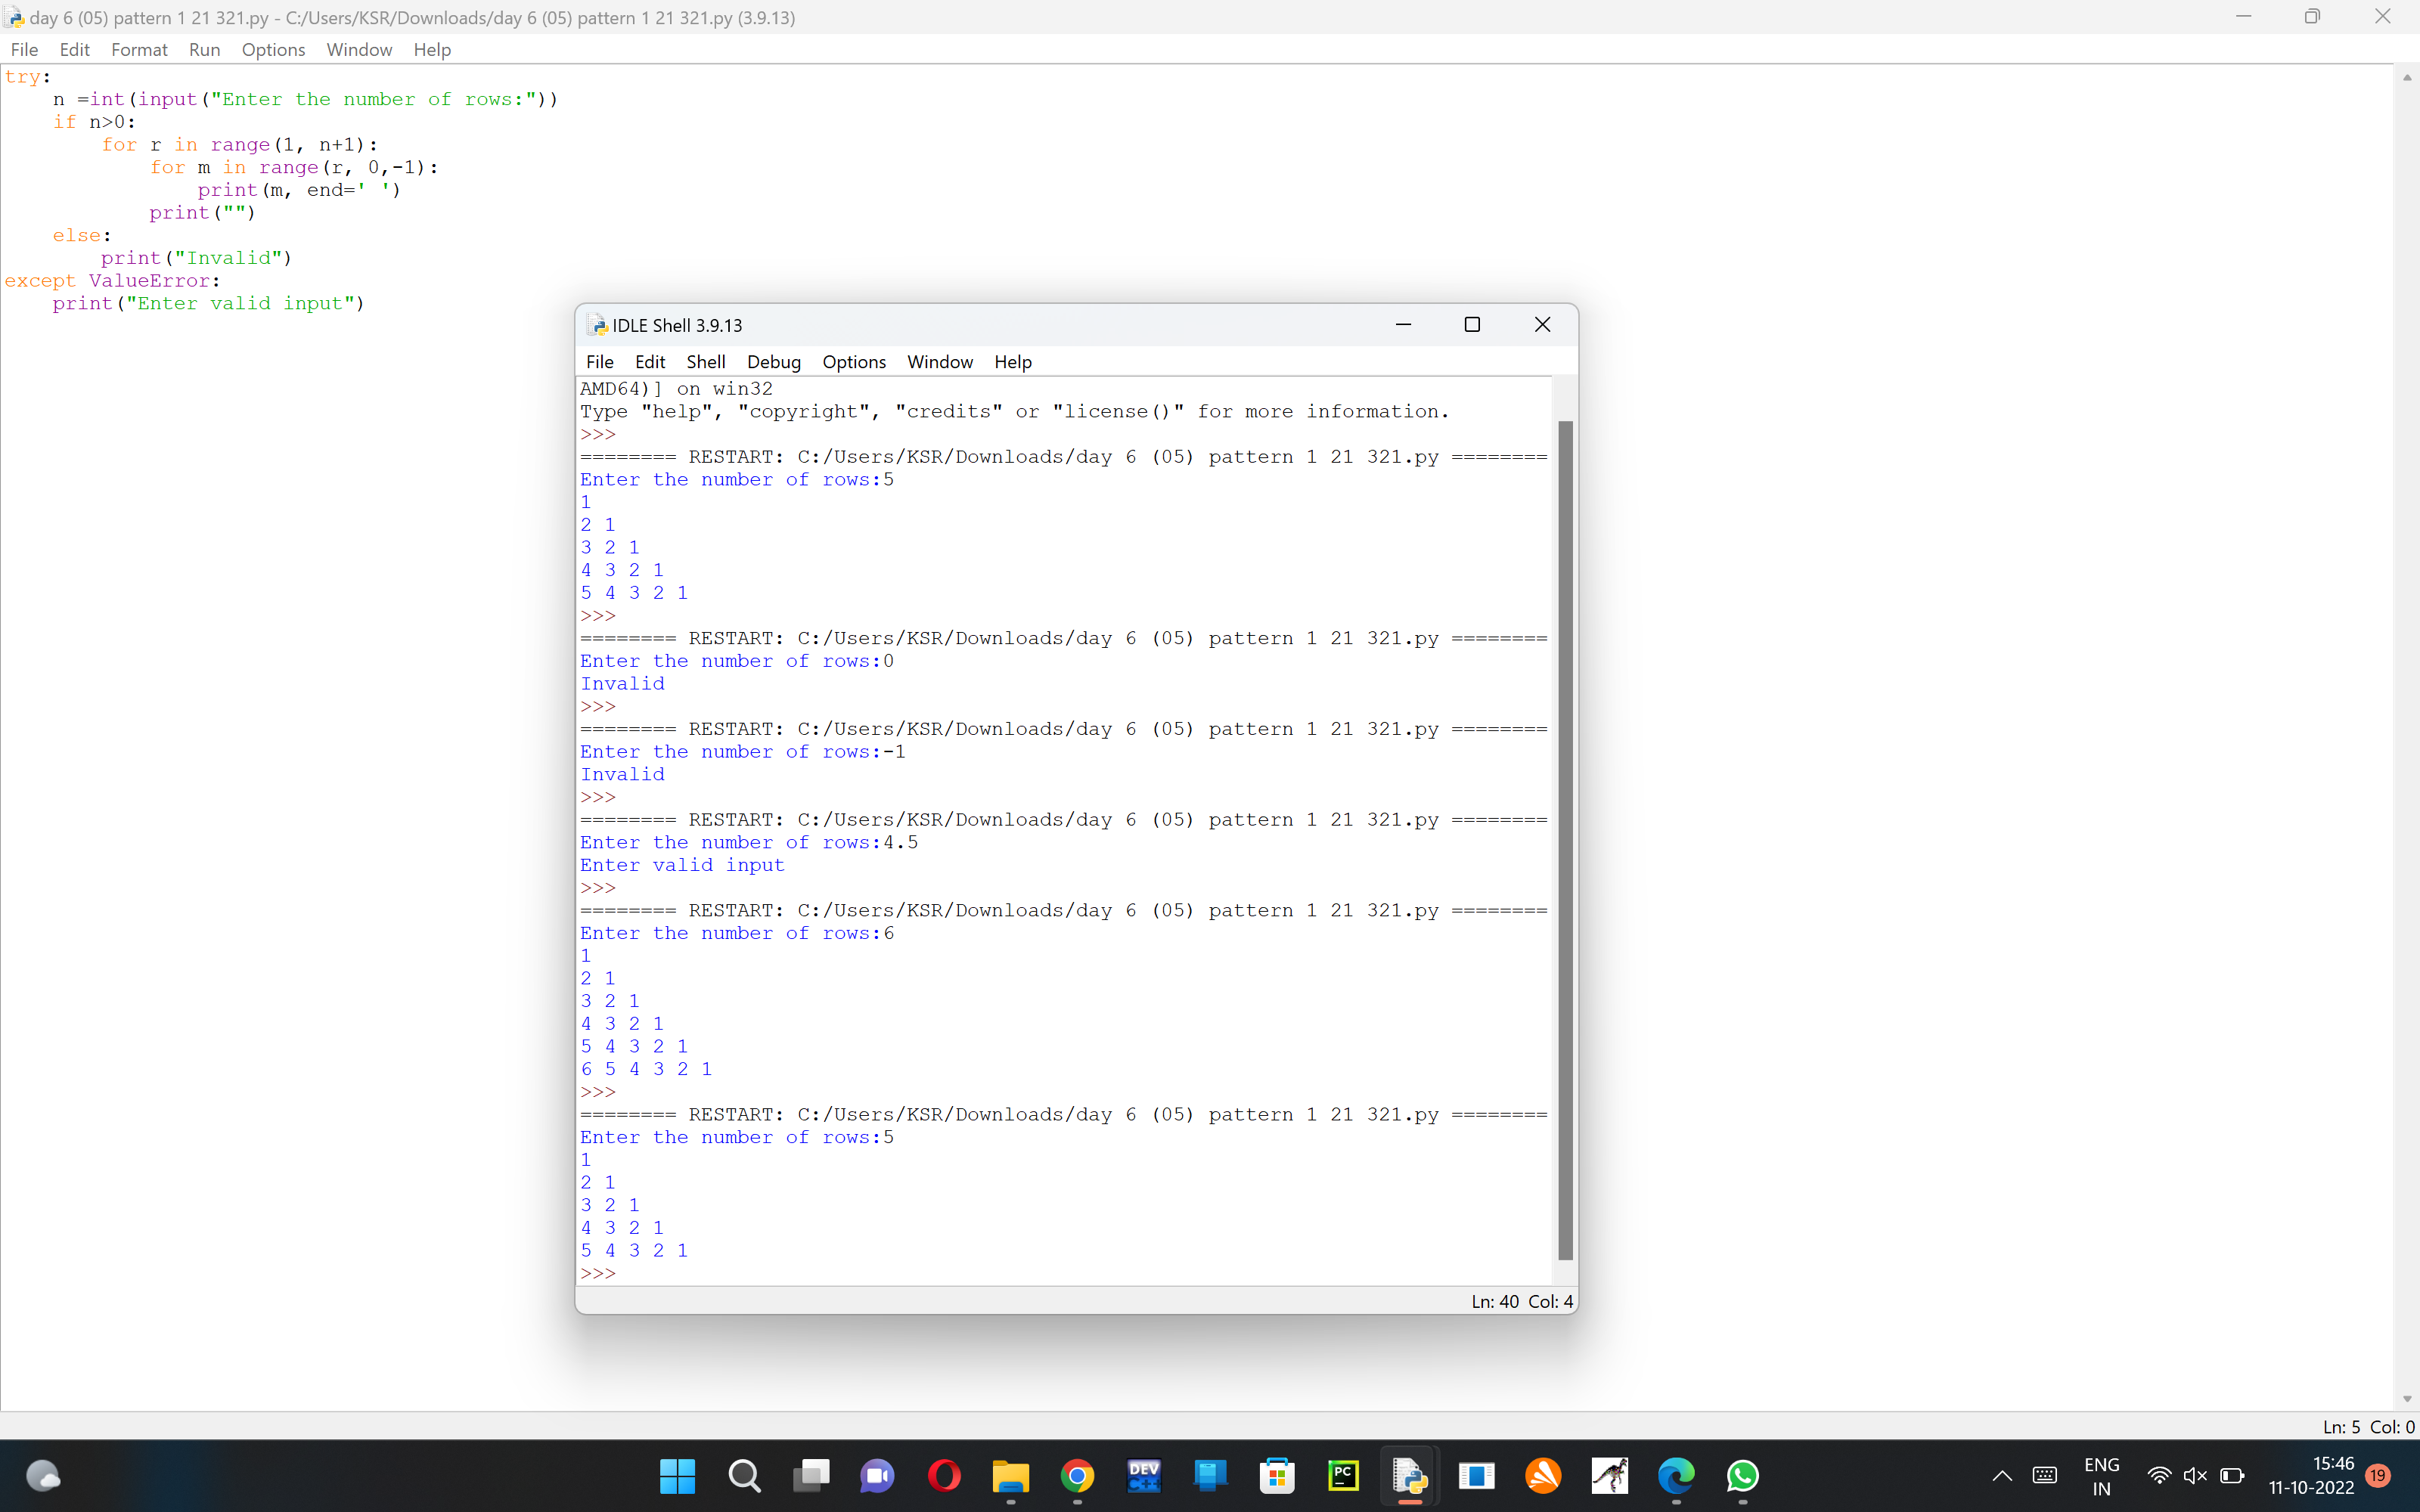 day 6 (05) pattern 1 21 321.py - C:/Users/KSR/Downloads/day 6 (05) pattern 1 21 321.py (3.9.13)
File Edit Format Run Options Window Help
try:
    n =int(input("Enter the number of rows:"))
    if n>0:
        for r in range(1, n+1):
            for m in range(r, 0,-1):
                print(m, end=' ')
            print("")
    else:
        print("Invalid")
except ValueError:
    print("Enter valid input")
IDLE Shell 3.9.13
File Edit Shell Debug Options Window Help
AMD64)] on win32
Type "help", "copyright", "credits" or "license()" for more information.
>>>
======== RESTART: C:/Users/KSR/Downloads/day 6 (05) pattern 1 21 321.py ========
Enter the number of rows:5
1
2 1
3 2 1
4 3 2 1
5 4 3 2 1
>>>
======== RESTART: C:/Users/KSR/Downloads/day 6 (05) pattern 1 21 321.py ========
Enter the number of rows:0
Invalid
>>>
======== RESTART: C:/Users/KSR/Downloads/day 6 (05) pattern 1 21 321.py ========
Enter the number of rows:-1
Invalid
>>>
======== RESTART: C:/Users/KSR/Downloads/day 6 (05) pattern 1 21 321.py ========
Enter the number of rows:4.5
Enter valid input
>>>
======== RESTART: C:/Users/KSR/Downloads/day 6 (05) pattern 1 21 321.py ========
Enter the number of rows:6
1
2 1
3 2 1
4 3 2 1
5 4 3 2 1
6 5 4 3 2 1
>>>
======== RESTART: C:/Users/KSR/Downloads/day 6 (05) pattern 1 21 321.py ========
Enter the number of rows:5
1
2 1
3 2 1
4 3 2 1
5 4 3 2 1
>>>
Ln: 40 Col: 4
Ln: 5 Col: 0
DEV
C++
PC
ENG
IN
15:46
11-10-2022
19